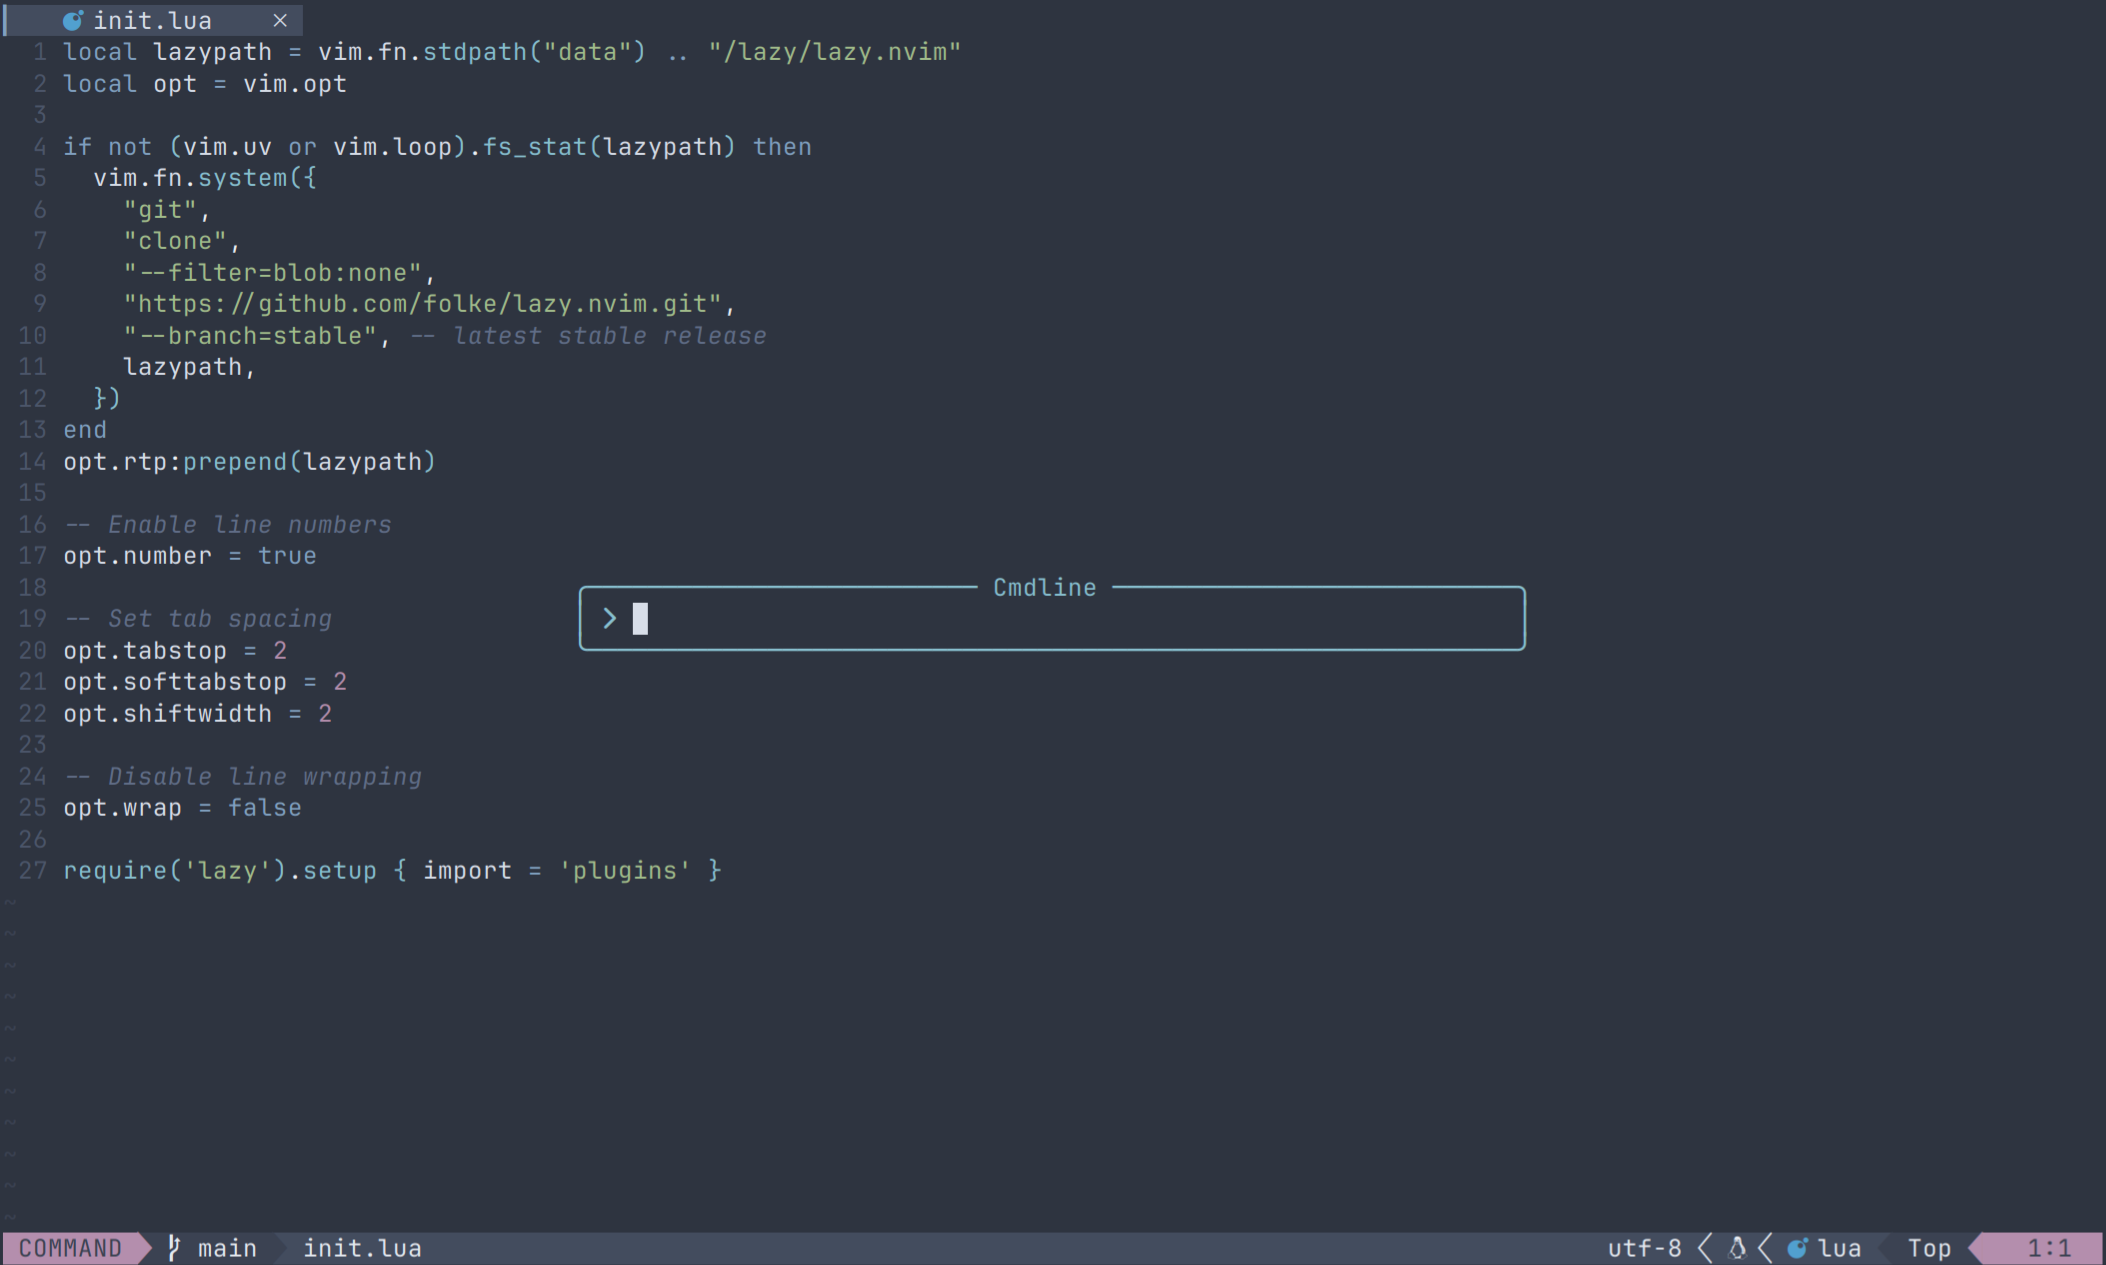 init.lua ×
1 local lazypath = vim.fn.stdpath("data") .. "/lazy/lazy.nvim"
2 local opt = vim.opt
3
4 if not (vim.uv or vim.loop).fs_stat(lazypath) then
5   vim.fn.system({
6     "git",
7     "clone",
8     "--filter=blob:none",
9     "https://github.com/folke/lazy.nvim.git",
10     "--branch=stable", -- latest stable release
11     lazypath,
12   })
13 end
14 opt.rtp:prepend(lazypath)
15
16 -- Enable line numbers
17 opt.number = true
18
19 -- Set tab spacing
20 opt.tabstop = 2
21 opt.softtabstop = 2
22 opt.shiftwidth = 2
23
24 -- Disable line wrapping
25 opt.wrap = false
26
27 require('lazy').setup { import = 'plugins' }
~
~
~
~
~
~
~
~
~
~
~
Cmdline
>
COMMAND main init.lua utf-8 lua Top 1:1